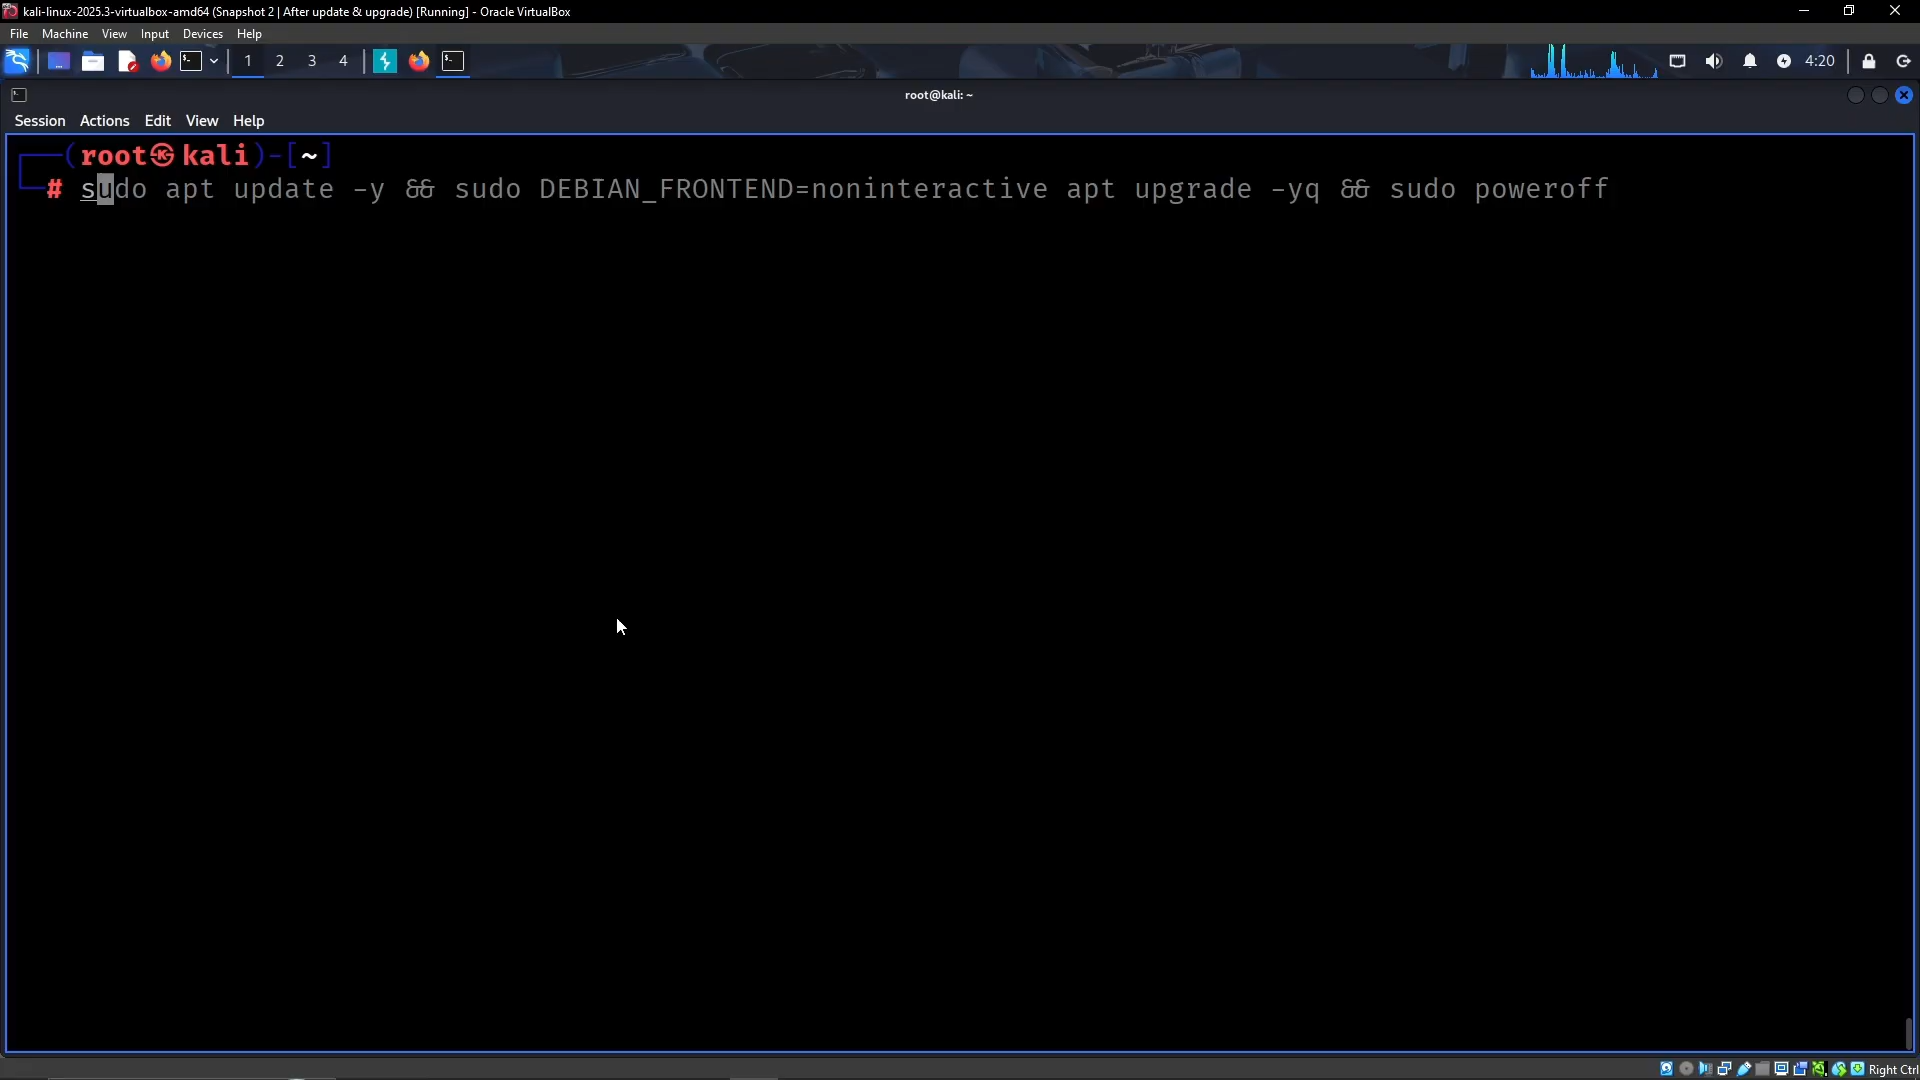 kali-linux-2025.3-virtualbox-amd64 (Snapshot 2 | After update & upgrade) [Running] - Oracle VirtualBox
File Machine View Input Devices Help
1 2 3 4 4:20
root@kali: ~
Session Actions Edit View Help
(root㉿kali)-[~]
# sudo apt update -y && sudo DEBIAN_FRONTEND=noninteractive apt upgrade -yq && sudo poweroff
Right Ctrl